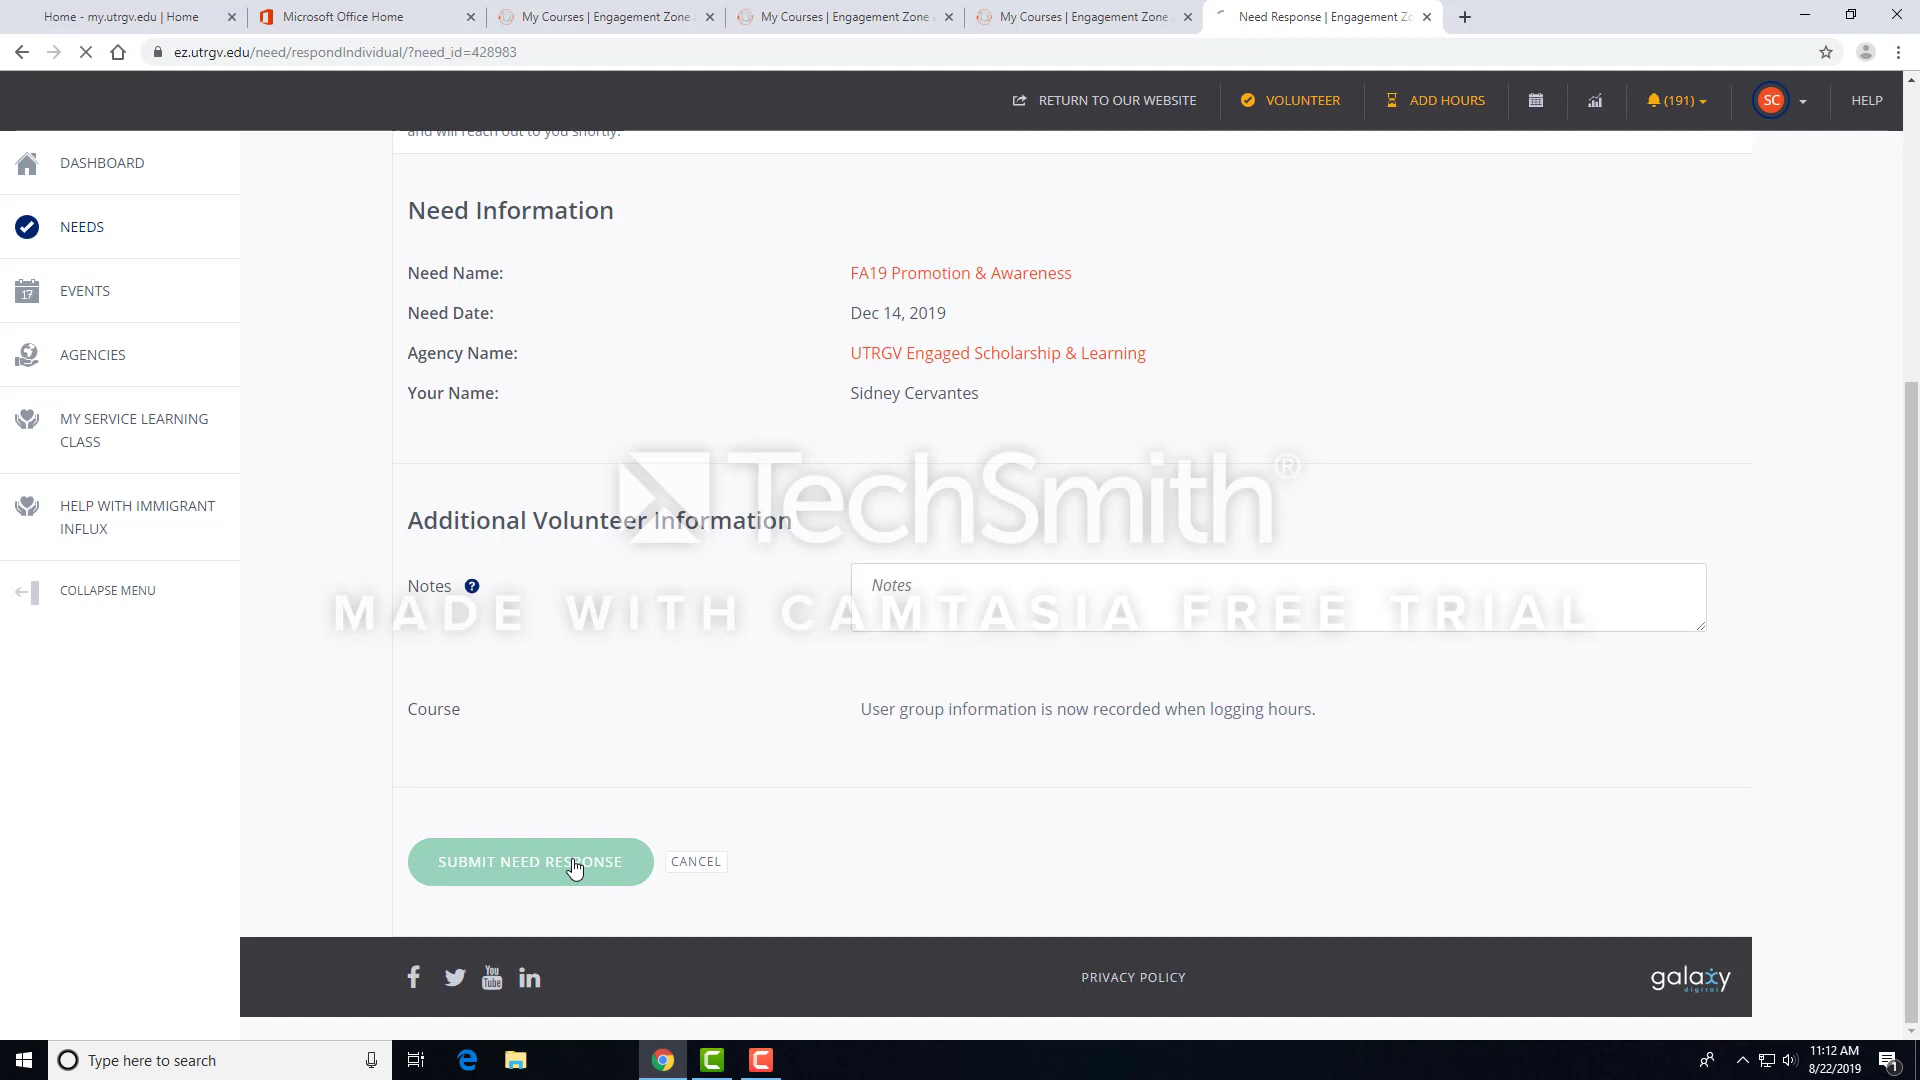 Home - my.utrgv.edu | Home
Microsoft Office Home
My Courses | Engagement Zone
My Courses | Engagement Zone
My Courses | Engagement Zone
Need Response | Engagement Zo
ez.utrgv.edu/need/respondIndividual/?need_id=428983
RETURN TO OUR WEBSITE
VOLUNTEER
ADD HOURS
(191)
SC
HELP
and will reach out to you shortly.
DASHBOARD
NEEDS
17
EVENTS
AGENCIES
MY SERVICE LEARNING
CLASS
HELP WITH IMMIGRANT
INFLUX
COLLAPSE MENU
Need Information
Need Name:
FA19 Promotion & Awareness
Need Date:
Dec 14, 2019
Agency Name:
UTRGV Engaged Scholarship & Learning
Your Name:
Sidney Cervantes
TechSmith®
Additional Volunteer Information
Notes ?
Notes
MADE WITH CAMTASIA FREE TRIAL
Course
User group information is now recorded when logging hours.
SUBMIT NEED RESPONSE
CANCEL
You
Tube
PRIVACY POLICY
galaxy
digital
Type here to search
11:12 AM
8/22/2019
1